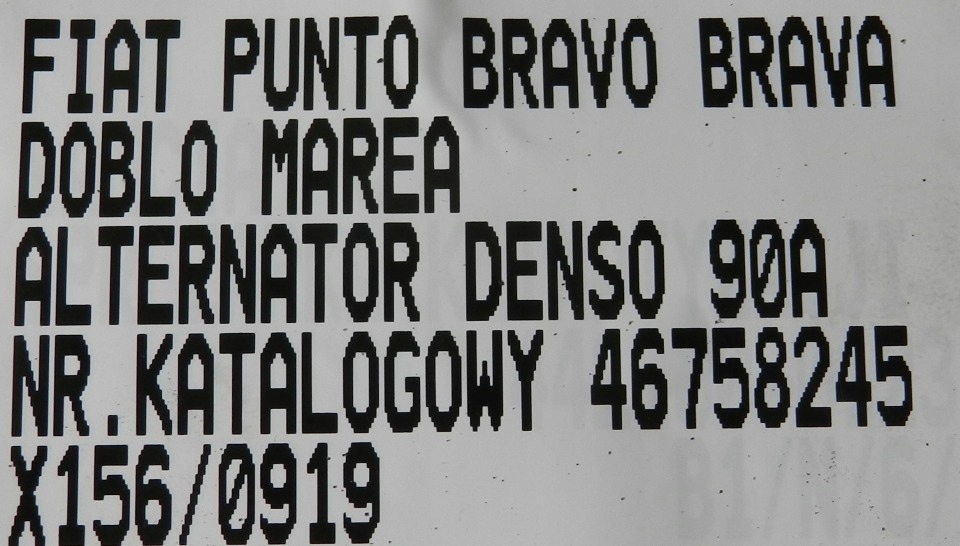 FIAT PUNTO BRAVO BRAVA
DOBLO MAREA
ALTERNATOR DENSO 90A
NR.KATALOGOWY 46758245
X156/0919